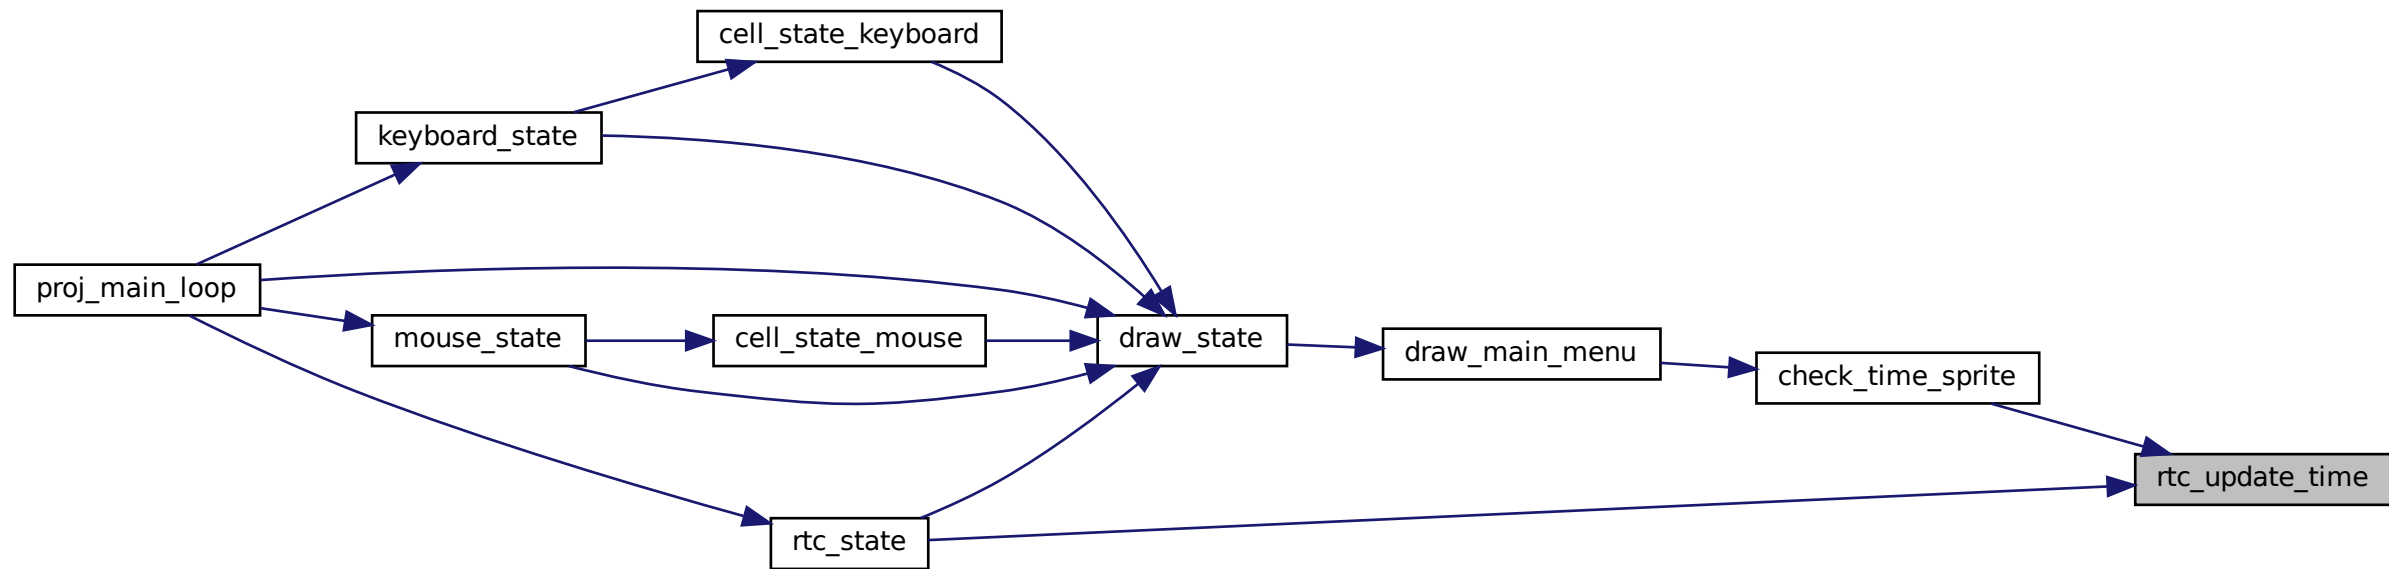 cell_state_keyboard
keyboard_state
proj_main_loop
mouse_state
cell_state_mouse
draw_state
draw_main_menu
check_time_sprite
rtc_update_time
rtc_state